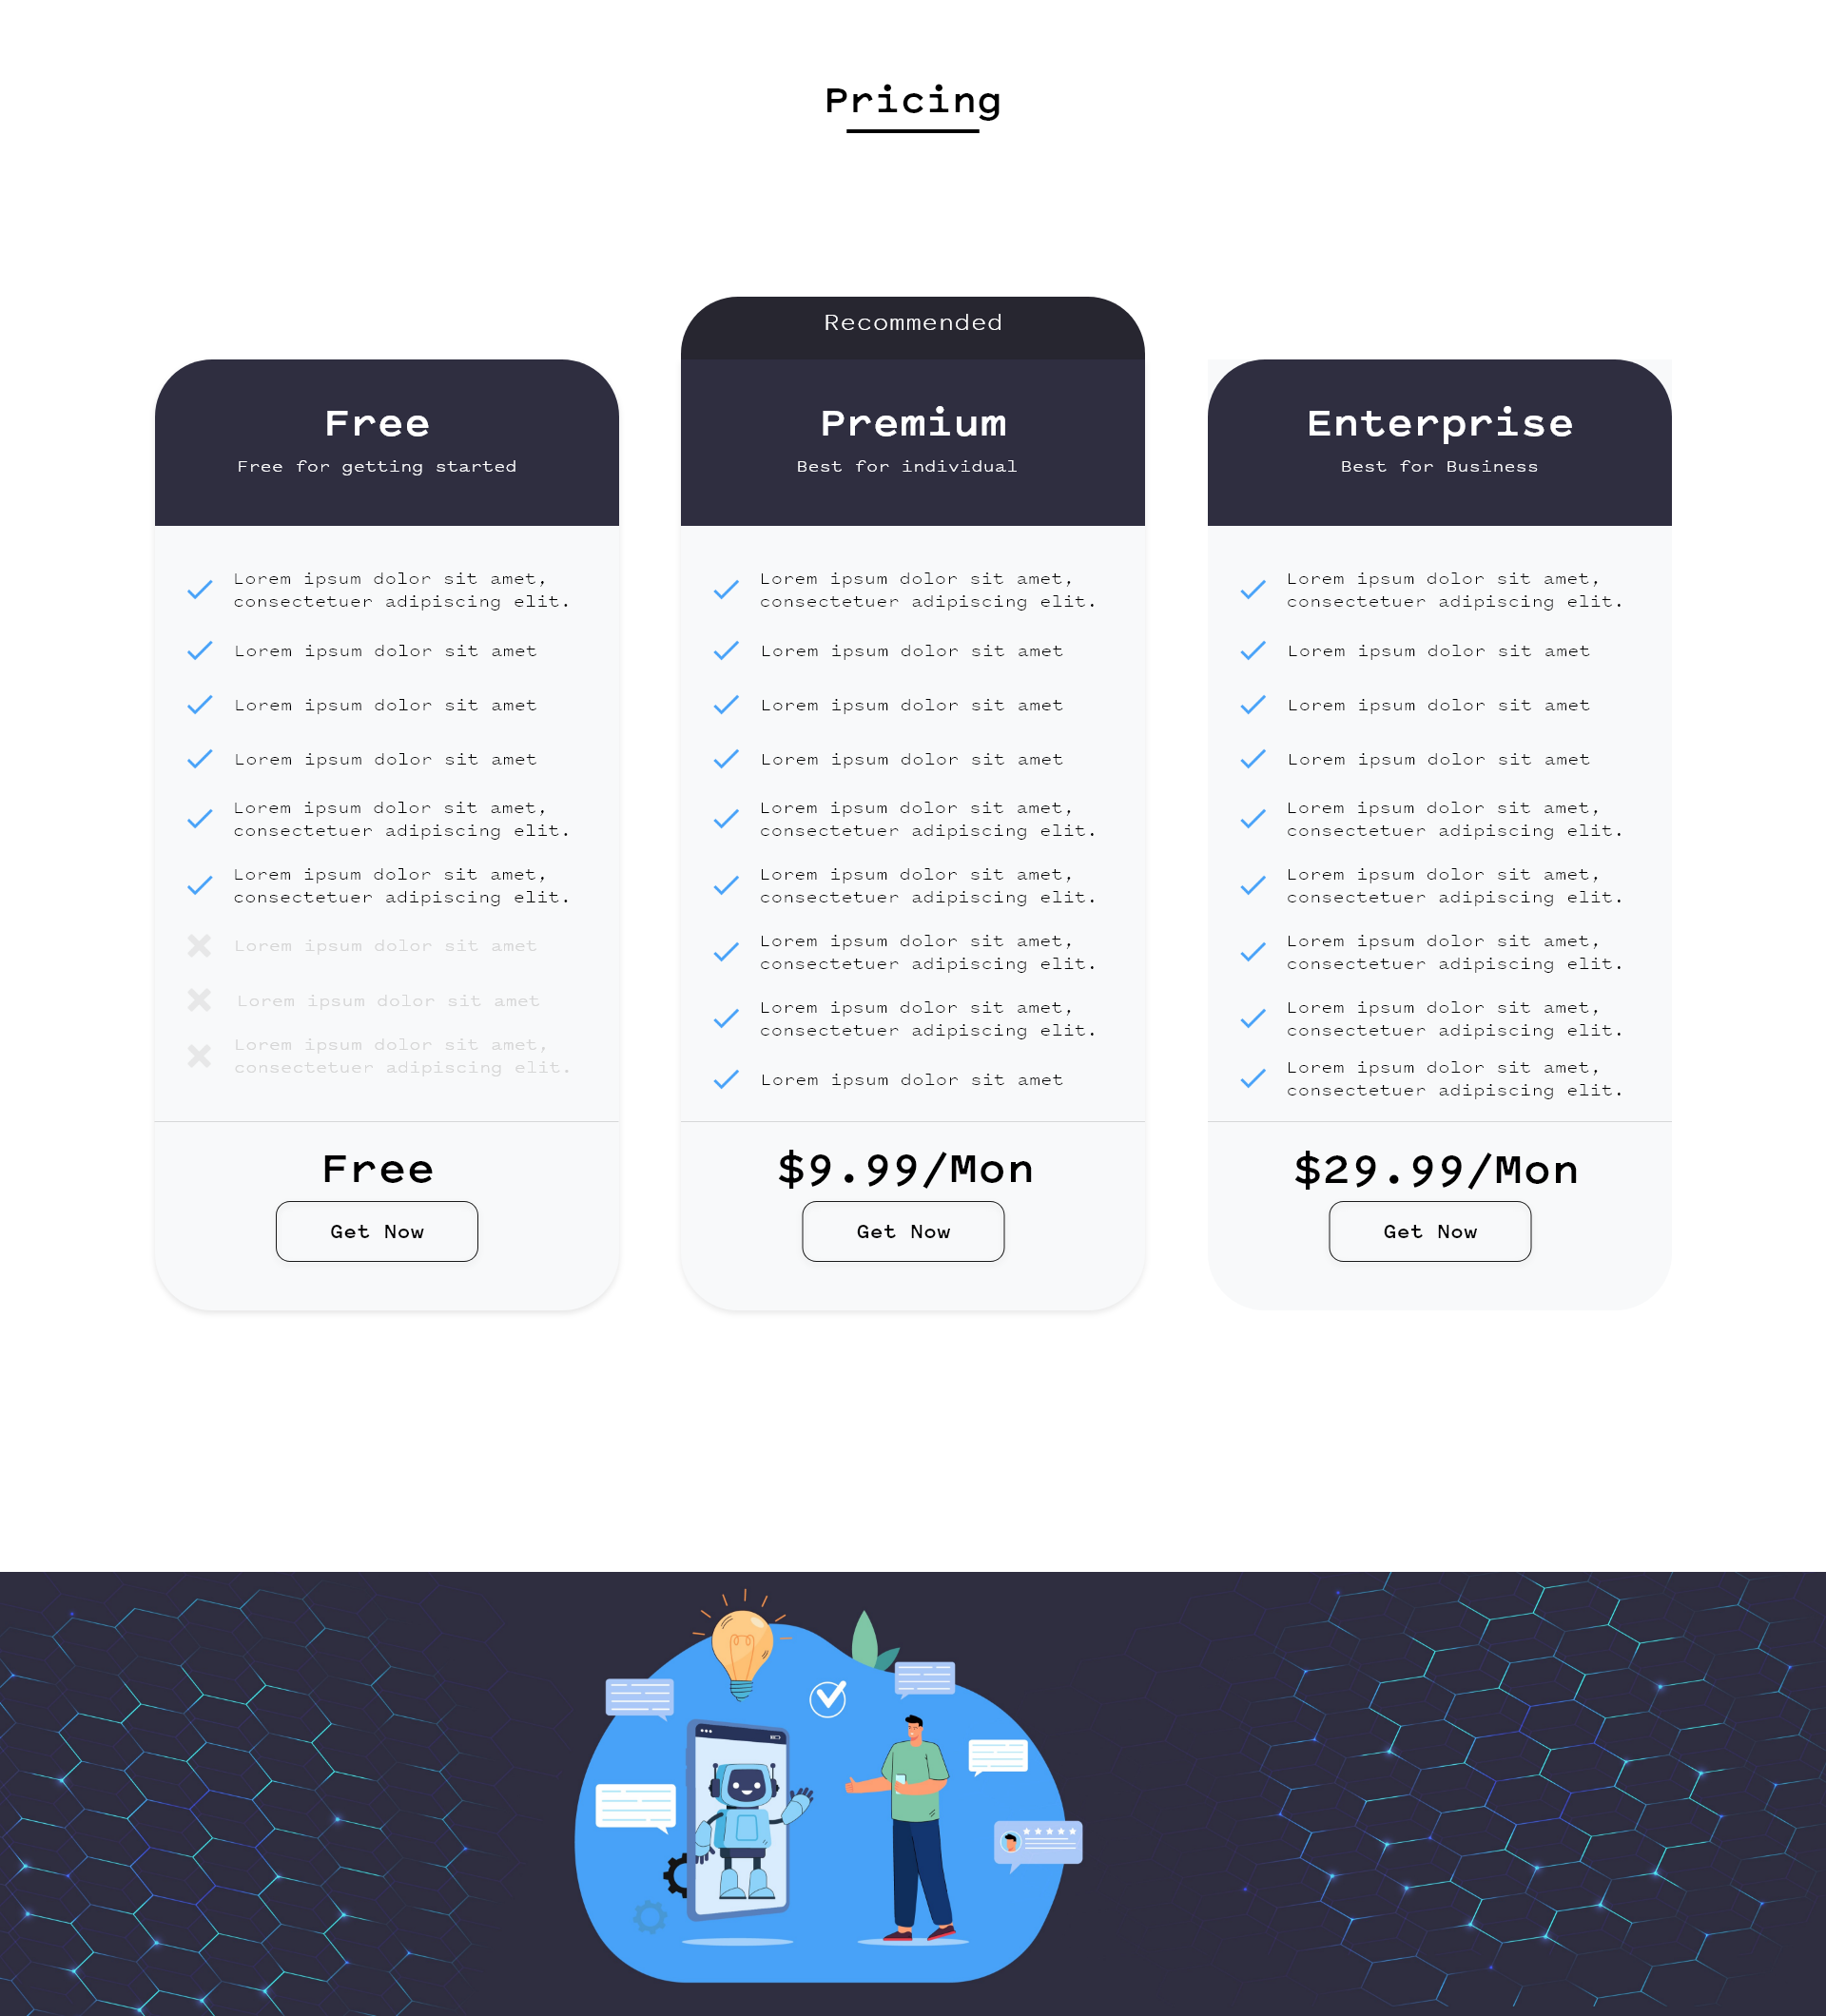 Pricing
Free
Free for getting started
Lorem ipsum dolor sit amet,
consectetuer adipiscing elit.
Lorem ipsum dolor sit amet
Lorem ipsum dolor sit amet
Lorem ipsum dolor sit amet
Lorem ipsum dolor sit amet,
consectetuer adipiscing elit.
Lorem ipsum dolor sit amet,
consectetuer adipiscing elit.
Lorem ipsum dolor sit amet
Lorem ipsum dolor sit amet
Lorem ipsum dolor sit amet,
consectetuer adipiscing elit.
Free
Get Now
Recommended
Premium
Best for individual
Lorem ipsum dolor sit amet,
consectetuer adipiscing elit.
Lorem ipsum dolor sit amet
Lorem ipsum dolor sit amet
Lorem ipsum dolor sit amet
Lorem ipsum dolor sit amet,
consectetuer adipiscing elit.
Lorem ipsum dolor sit amet,
consectetuer adipiscing elit.
Lorem ipsum dolor sit amet,
consectetuer adipiscing elit.
Lorem ipsum dolor sit amet,
consectetuer adipiscing elit.
Lorem ipsum dolor sit amet
$9.99/Mon
Get Now
Enterprise
Best for Business
Lorem ipsum dolor sit amet,
consectetuer adipiscing elit.
Lorem ipsum dolor sit amet
Lorem ipsum dolor sit amet
Lorem ipsum dolor sit amet
Lorem ipsum dolor sit amet,
consectetuer adipiscing elit.
Lorem ipsum dolor sit amet,
consectetuer adipiscing elit.
Lorem ipsum dolor sit amet,
consectetuer adipiscing elit.
Lorem ipsum dolor sit amet,
consectetuer adipiscing elit.
Lorem ipsum dolor sit amet,
consectetuer adipiscing elit.
$29.99/Mon
Get Now